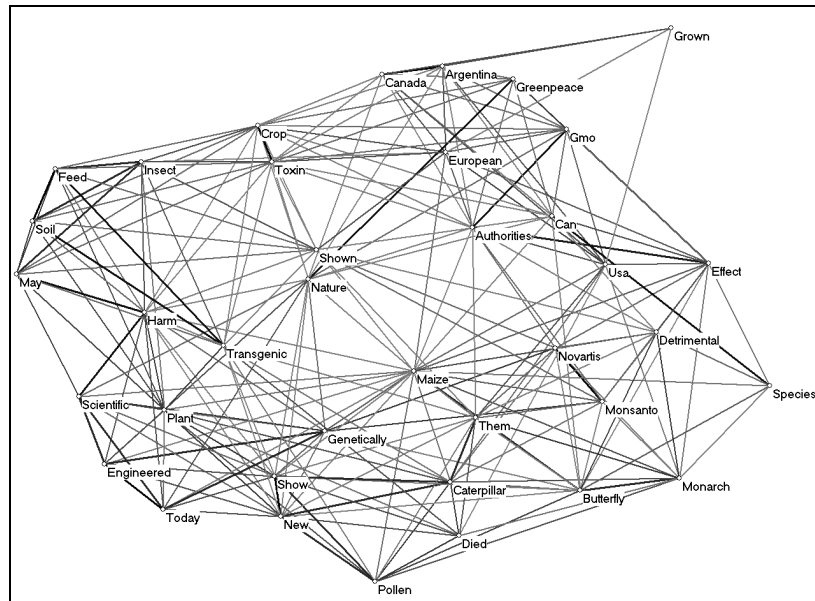 Grown
Argentina
Canada
Greenpeace
Crop
Gmo
European
Insect
Toxin
Feed
Can
Soil
Authorities
Shown
Usa
Effect
May
Nature
Harm
Detrimental
Transgenic
Novartis
Maize
Species
Scientific
Monsanto
Plant
Them
Genetically
Engineered
Show
Caterpillar
Monarch
Butterfly
Today
New
Died
Pollen